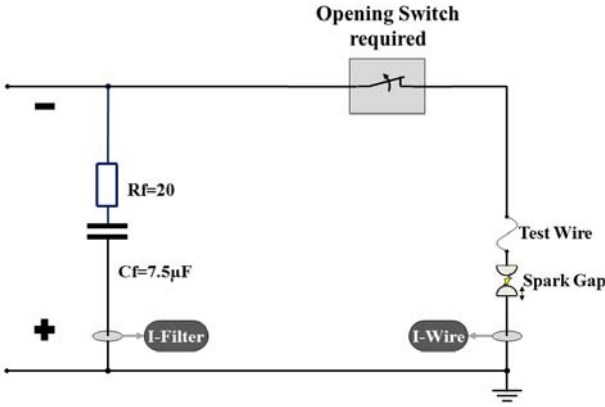 Opening Switch
required
−
Rf=20
Cf=7.5µF
Test Wire
Spark Gap
+
I-Filter
I-Wire